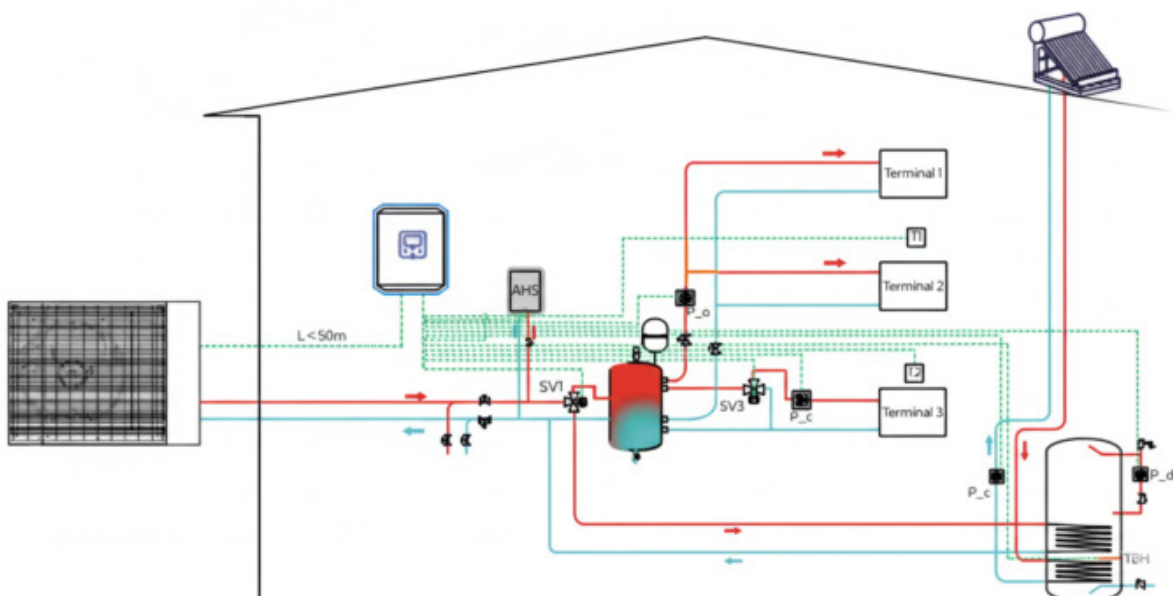 Terminal 1
T1
Terminal 2
AHS
P_o
L<50m
T2
SV1
SV3
P_c
Terminal 3
P_c
P_d
TBH